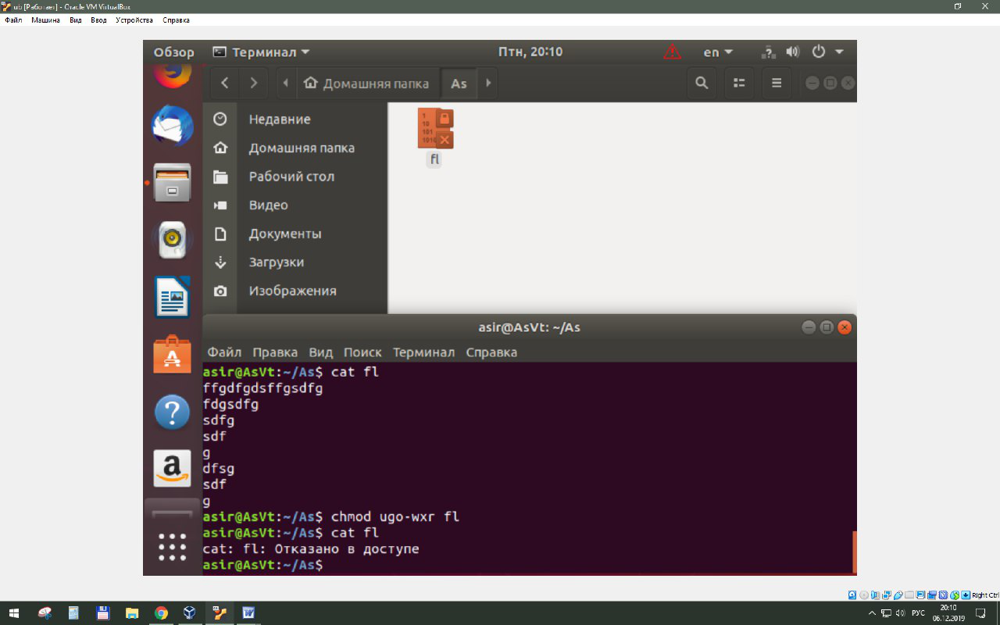 ub [Работает] - Oracle VM VirtualBox
Файл Машина Вид Ввод Устройства Справка
Обзор Терминал Птн, 20:10 en
Домашняя папка As
Недавние
Домашняя папка
Рабочий стол
Видео
Документы
Загрузки
Изображения
1
10
101
1010
fl
asir@AsVt: ~/As
Файл Правка Вид Поиск Терминал Справка
asir@AsVt:~/As$ cat fl
ffgdfgdsffgsdfg
fdgsdfg
sdfg
sdf
g
dfsg
sdf
g
asir@AsVt:~/As$ chmod ugo-wxr fl
asir@AsVt:~/As$ cat fl
cat: fl: Отказано в доступе
asir@AsVt:~/As$
Right Ctrl
РУС
20:10
06.12.2019